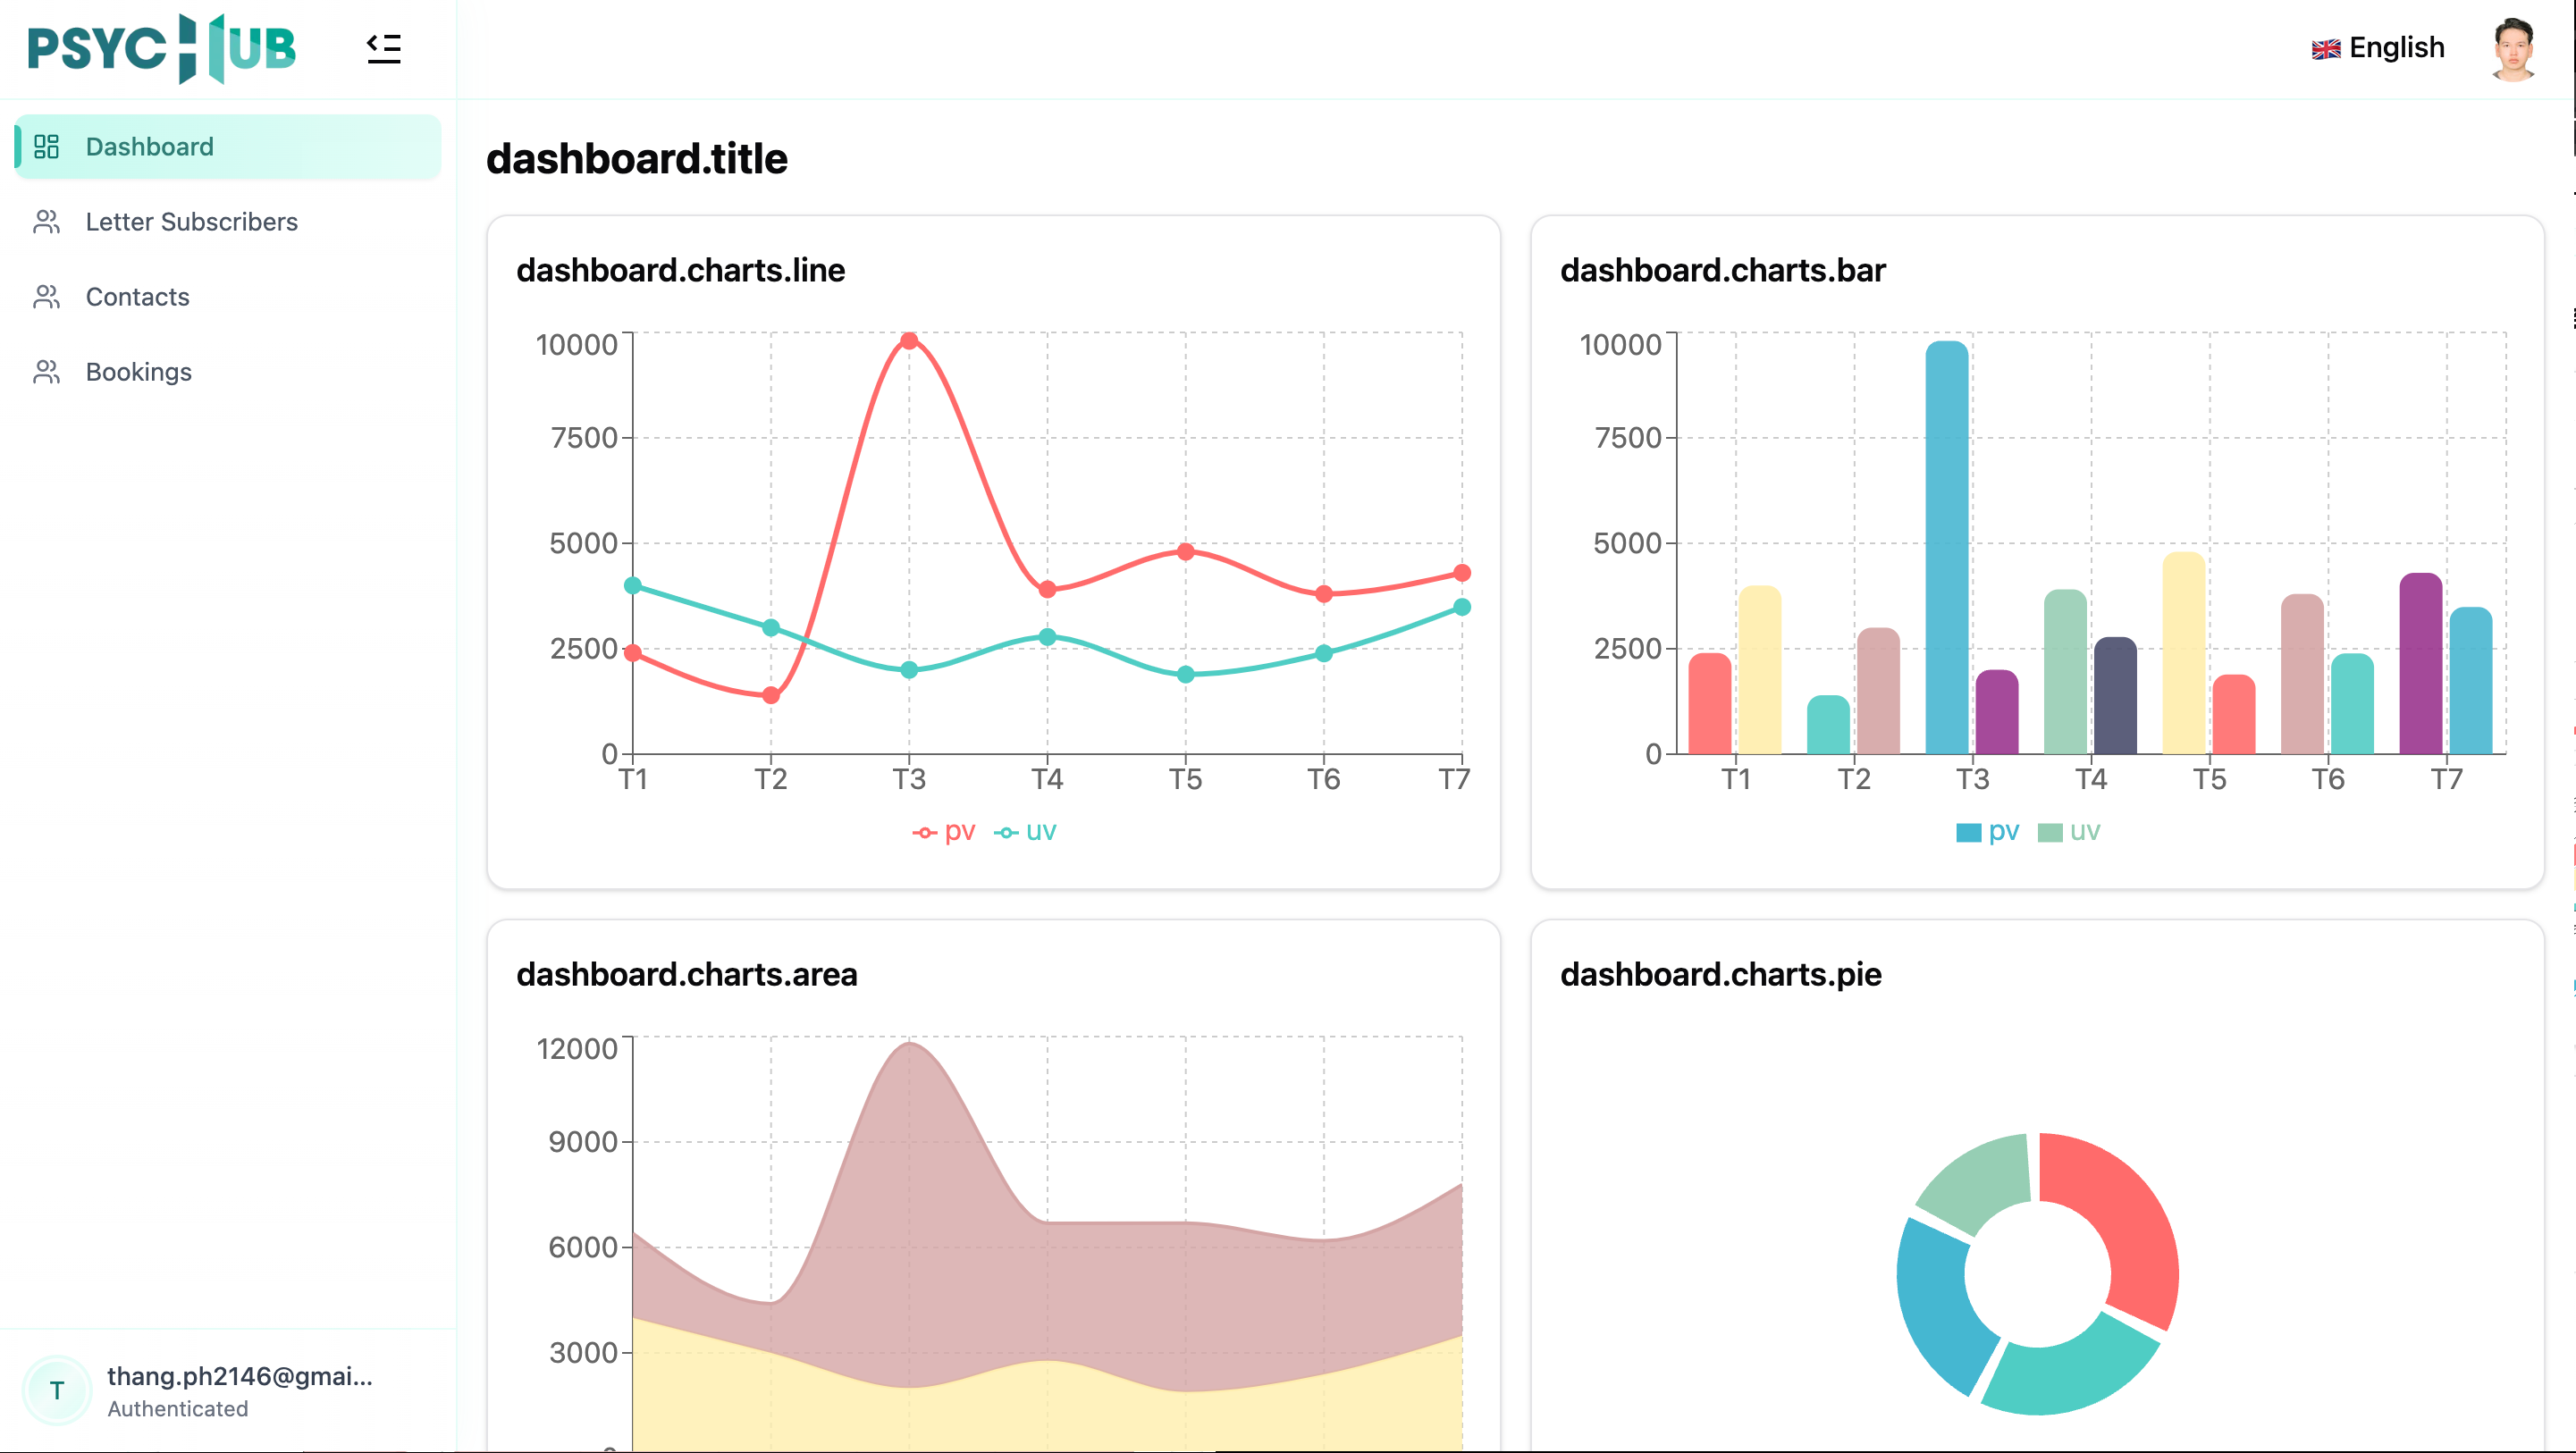 PSYCHUB
🇬🇧 English
Dashboard
Letter Subscribers
Contacts
Bookings
dashboard.title
dashboard.charts.line
10000
7500
5000
2500
0
T1 T2 T3 T4 T5 T6 T7
pv uv
dashboard.charts.bar
10000
7500
5000
2500
0
T1 T2 T3 T4 T5 T6 T7
pv uv
dashboard.charts.area
12000
9000
6000
3000
dashboard.charts.pie
T
thang.ph2146@gmai...
Authenticated